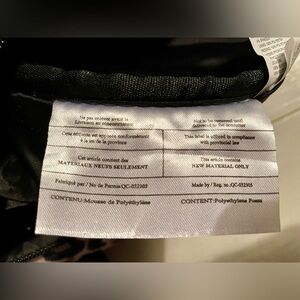 Ne pas enlever avant la
livraison au consommateur
Not to be removed until
delivered to the consumer
Cette étiquette est apposée conformément
à la loi de la province
This label is affixed in compliance
with provincial law
Cet article contient des
MATERIAUX NEUFS SEULEMENT
This article contains
NEW MATERIAL ONLY
Fabriqué par / No de Permis:QC-
Made by / Reg. no.:QC-
CONTENU:Mousse de Polyéthylène
CONTENT:Polyethylene Foam